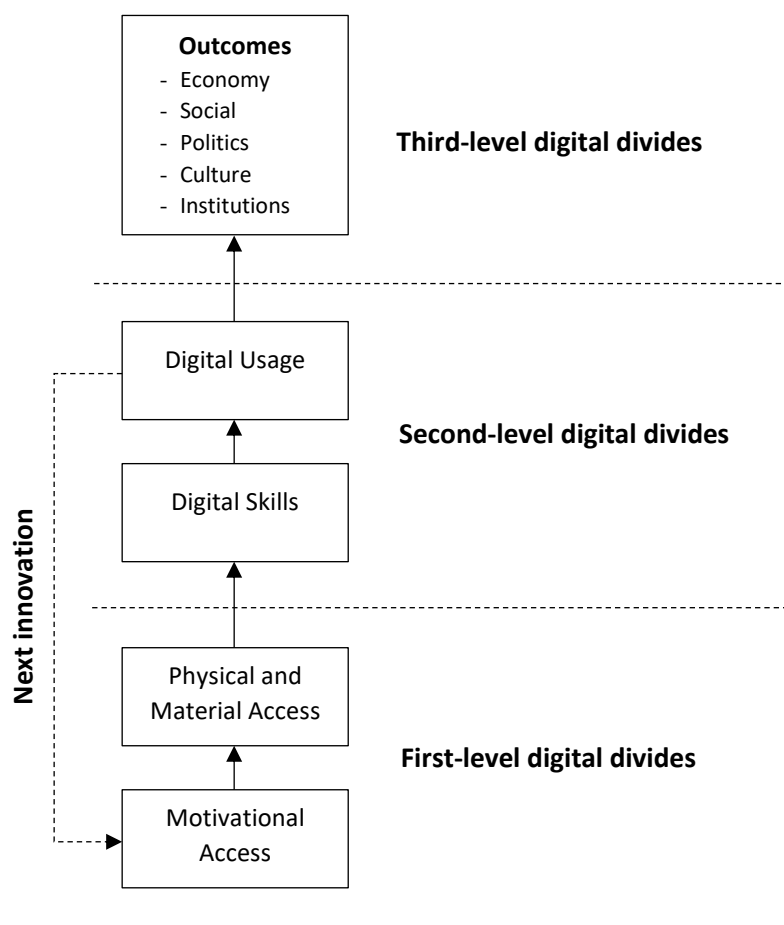 Outcomes
- Economy
- Social
- Politics
- Culture
- Institutions
Third-level digital divides
Digital Usage
Second-level digital divides
Digital Skills
Next innovation
Physical and
Material Access
First-level digital divides
Motivational
Access